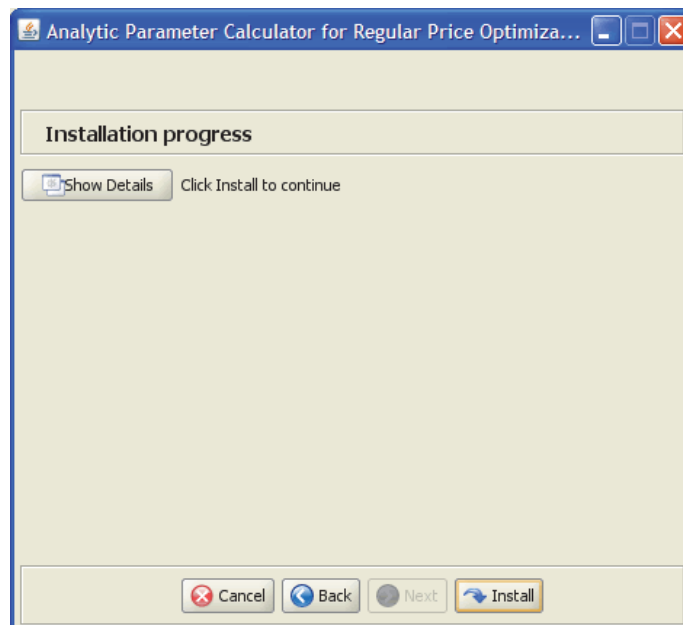 Analytic Parameter Calculator for Regular Price Optimiza...
Installation progress
Show Details Click Install to continue
Cancel Back Next Install